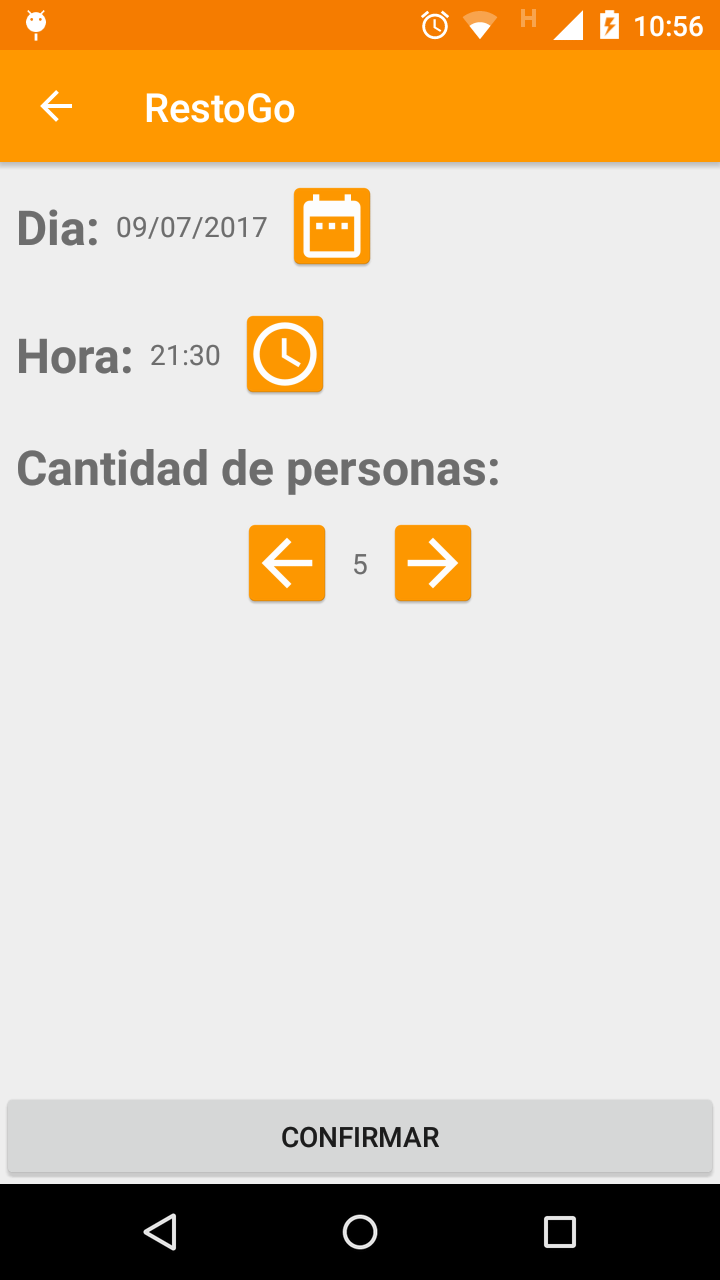 H 10:56
RestoGo
Dia: 09/07/2017
Hora: 21:30
Cantidad de personas:
5
CONFIRMAR